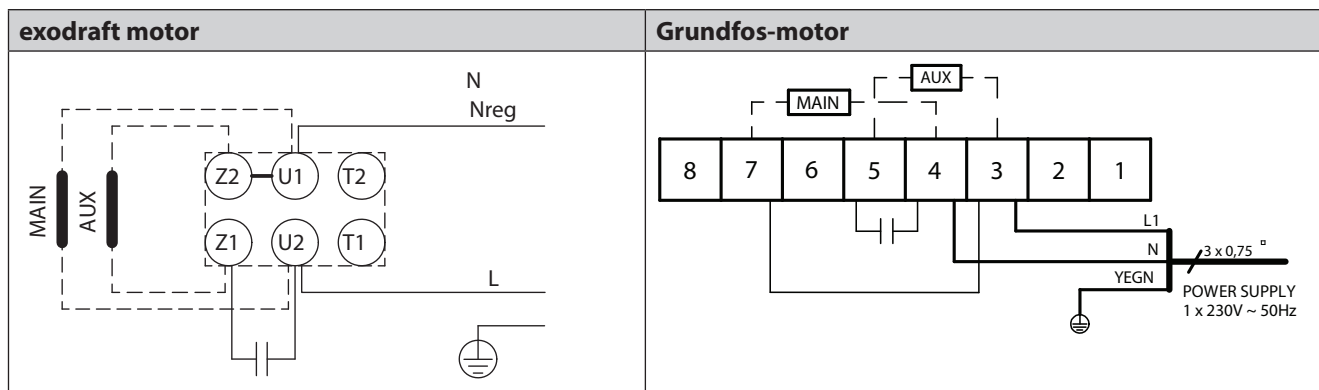 exodraft motor
N
Nreg
MAIN
AUX
Z2 U1 T2
Z1 U2 T1
L
Grundfos-motor
AUX
MAIN
8 7 6 5 4 3 2 1
L1
N
3 x 0,75 □
YEGN
POWER SUPPLY
1 x 230V ~ 50Hz